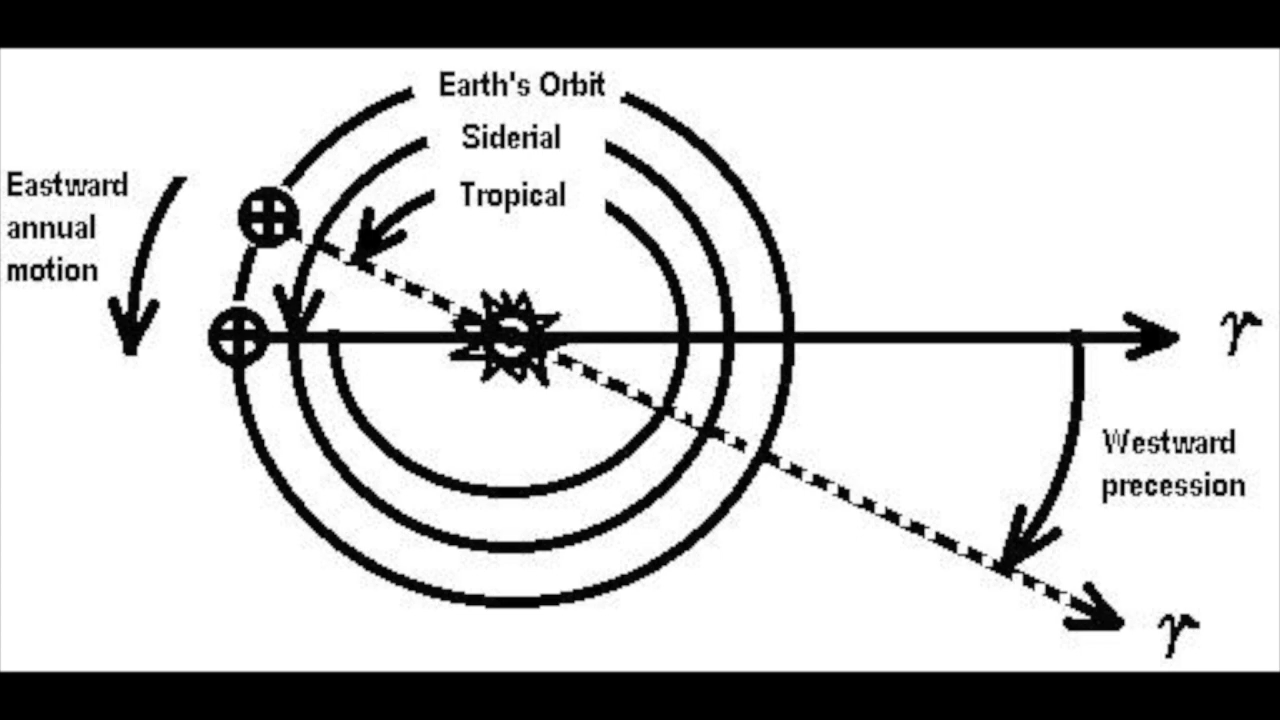 Earth's Orbit
Siderial
Tropical
Eastward
annual
motion
γ
Westward
precession
γ